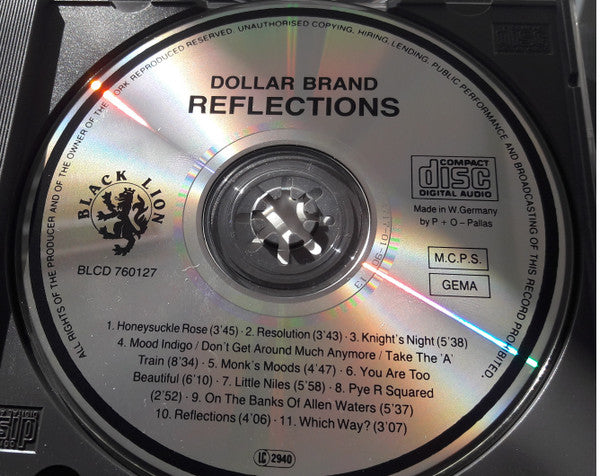 ALL RIGHTS OF THE PRODUCER AND OF THE OWNER OF THE WORK REPRODUCED RESERVED. UNAUTHORISED COPYING, HIRING, LENDING, PUBLIC PERFORMANCE AND BROADCASTING OF THIS RECORD PROHIBITED.
DOLLAR BRAND
REFLECTIONS
BLACK LION
BLCD 760127
COMPACT
disc
DIGITAL AUDIO
Made in W. Germany
by P + O – Pallas
M.C.P.S.
GEMA
1. Honeysuckle Rose (3'45) · 2. Resolution (3'43) · 3. Knight's Night (5'38)
4. Mood Indigo / Don't Get Around Much Anymore / Take The 'A'
Train (8'34) · 5. Monk's Moods (4'47) · 6. You Are Too
Beautiful (6'10) · 7. Little Niles (5'58) · 8. Pye R Squared
(2'52) · 9. On The Banks Of Allen Waters (5'37)
10. Reflections (4'06) · 11. Which Way? (3'07)
LC 2940